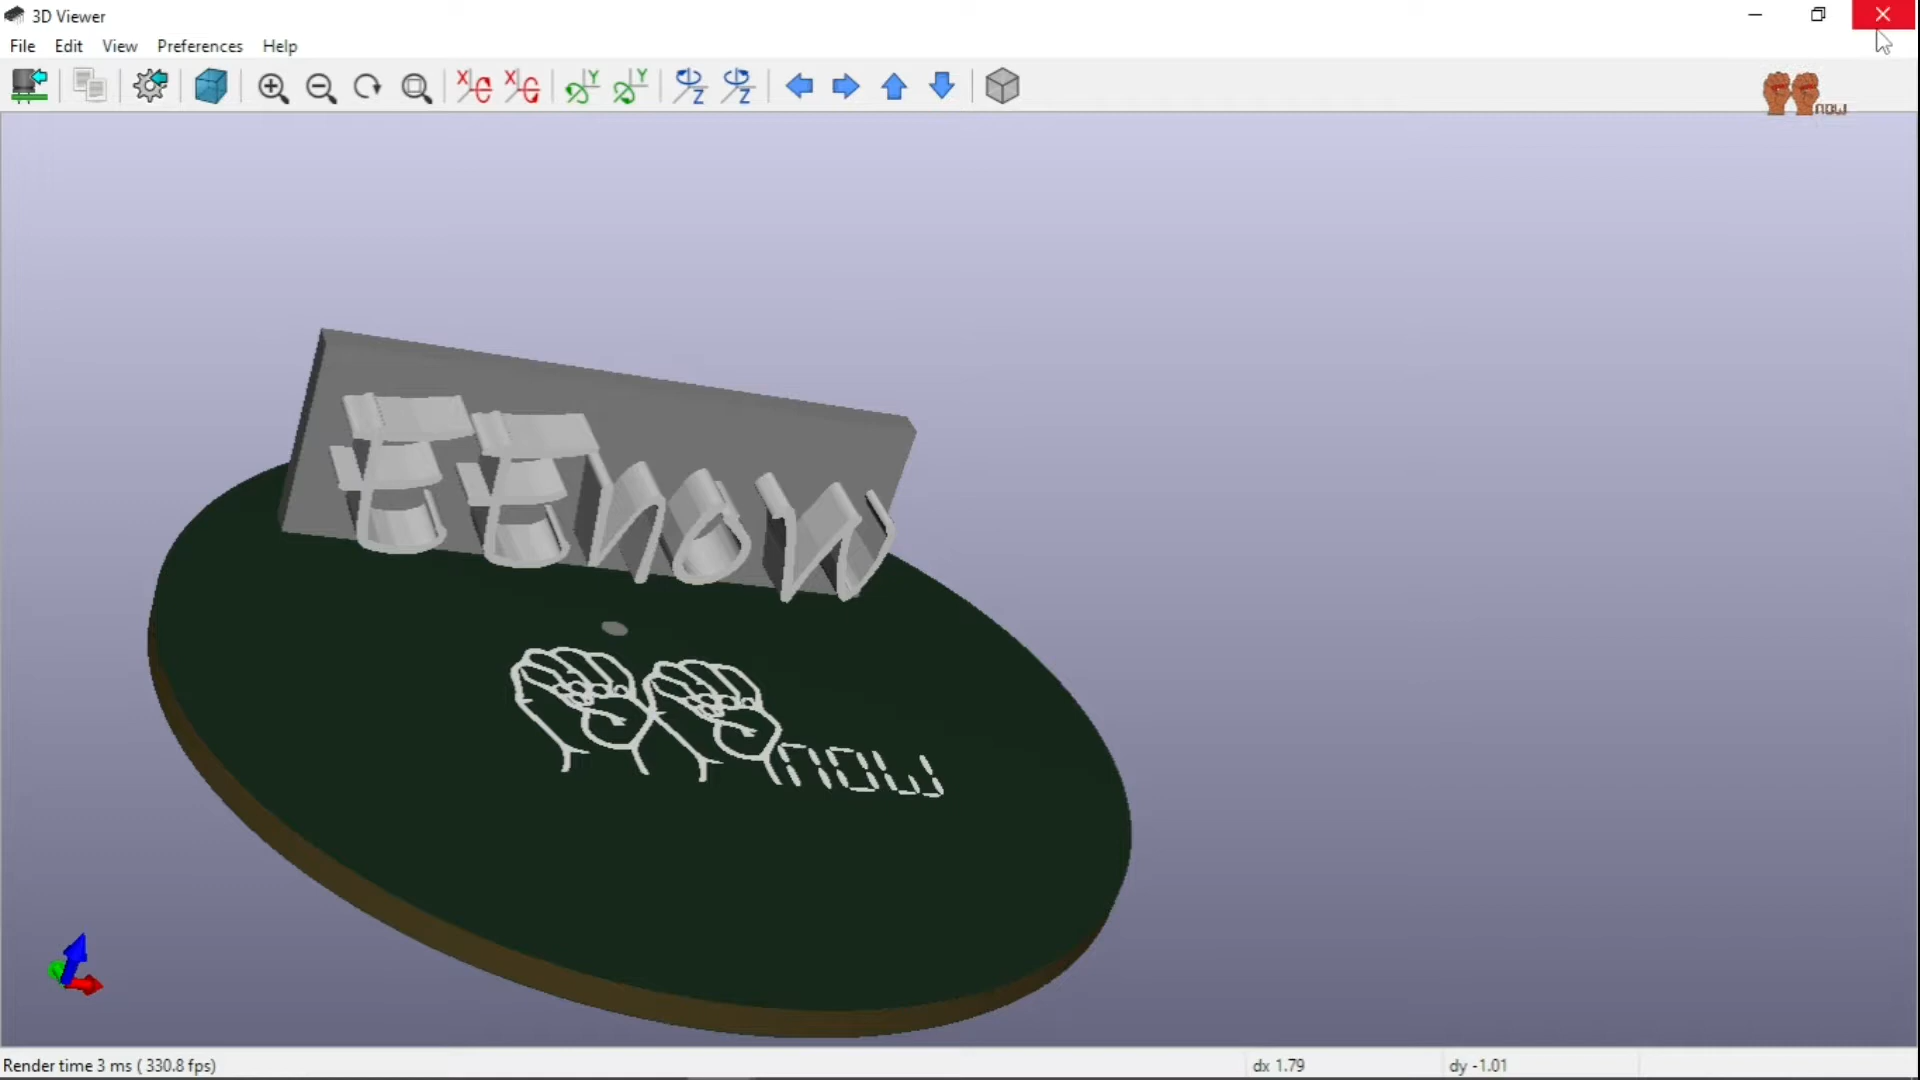 3D Viewer
File Edit View Preferences Help
X X Y Y Z Z
now
EEnow
now
Render time 3 ms ( 330.8 fps) dx 1.79 dy -1.01